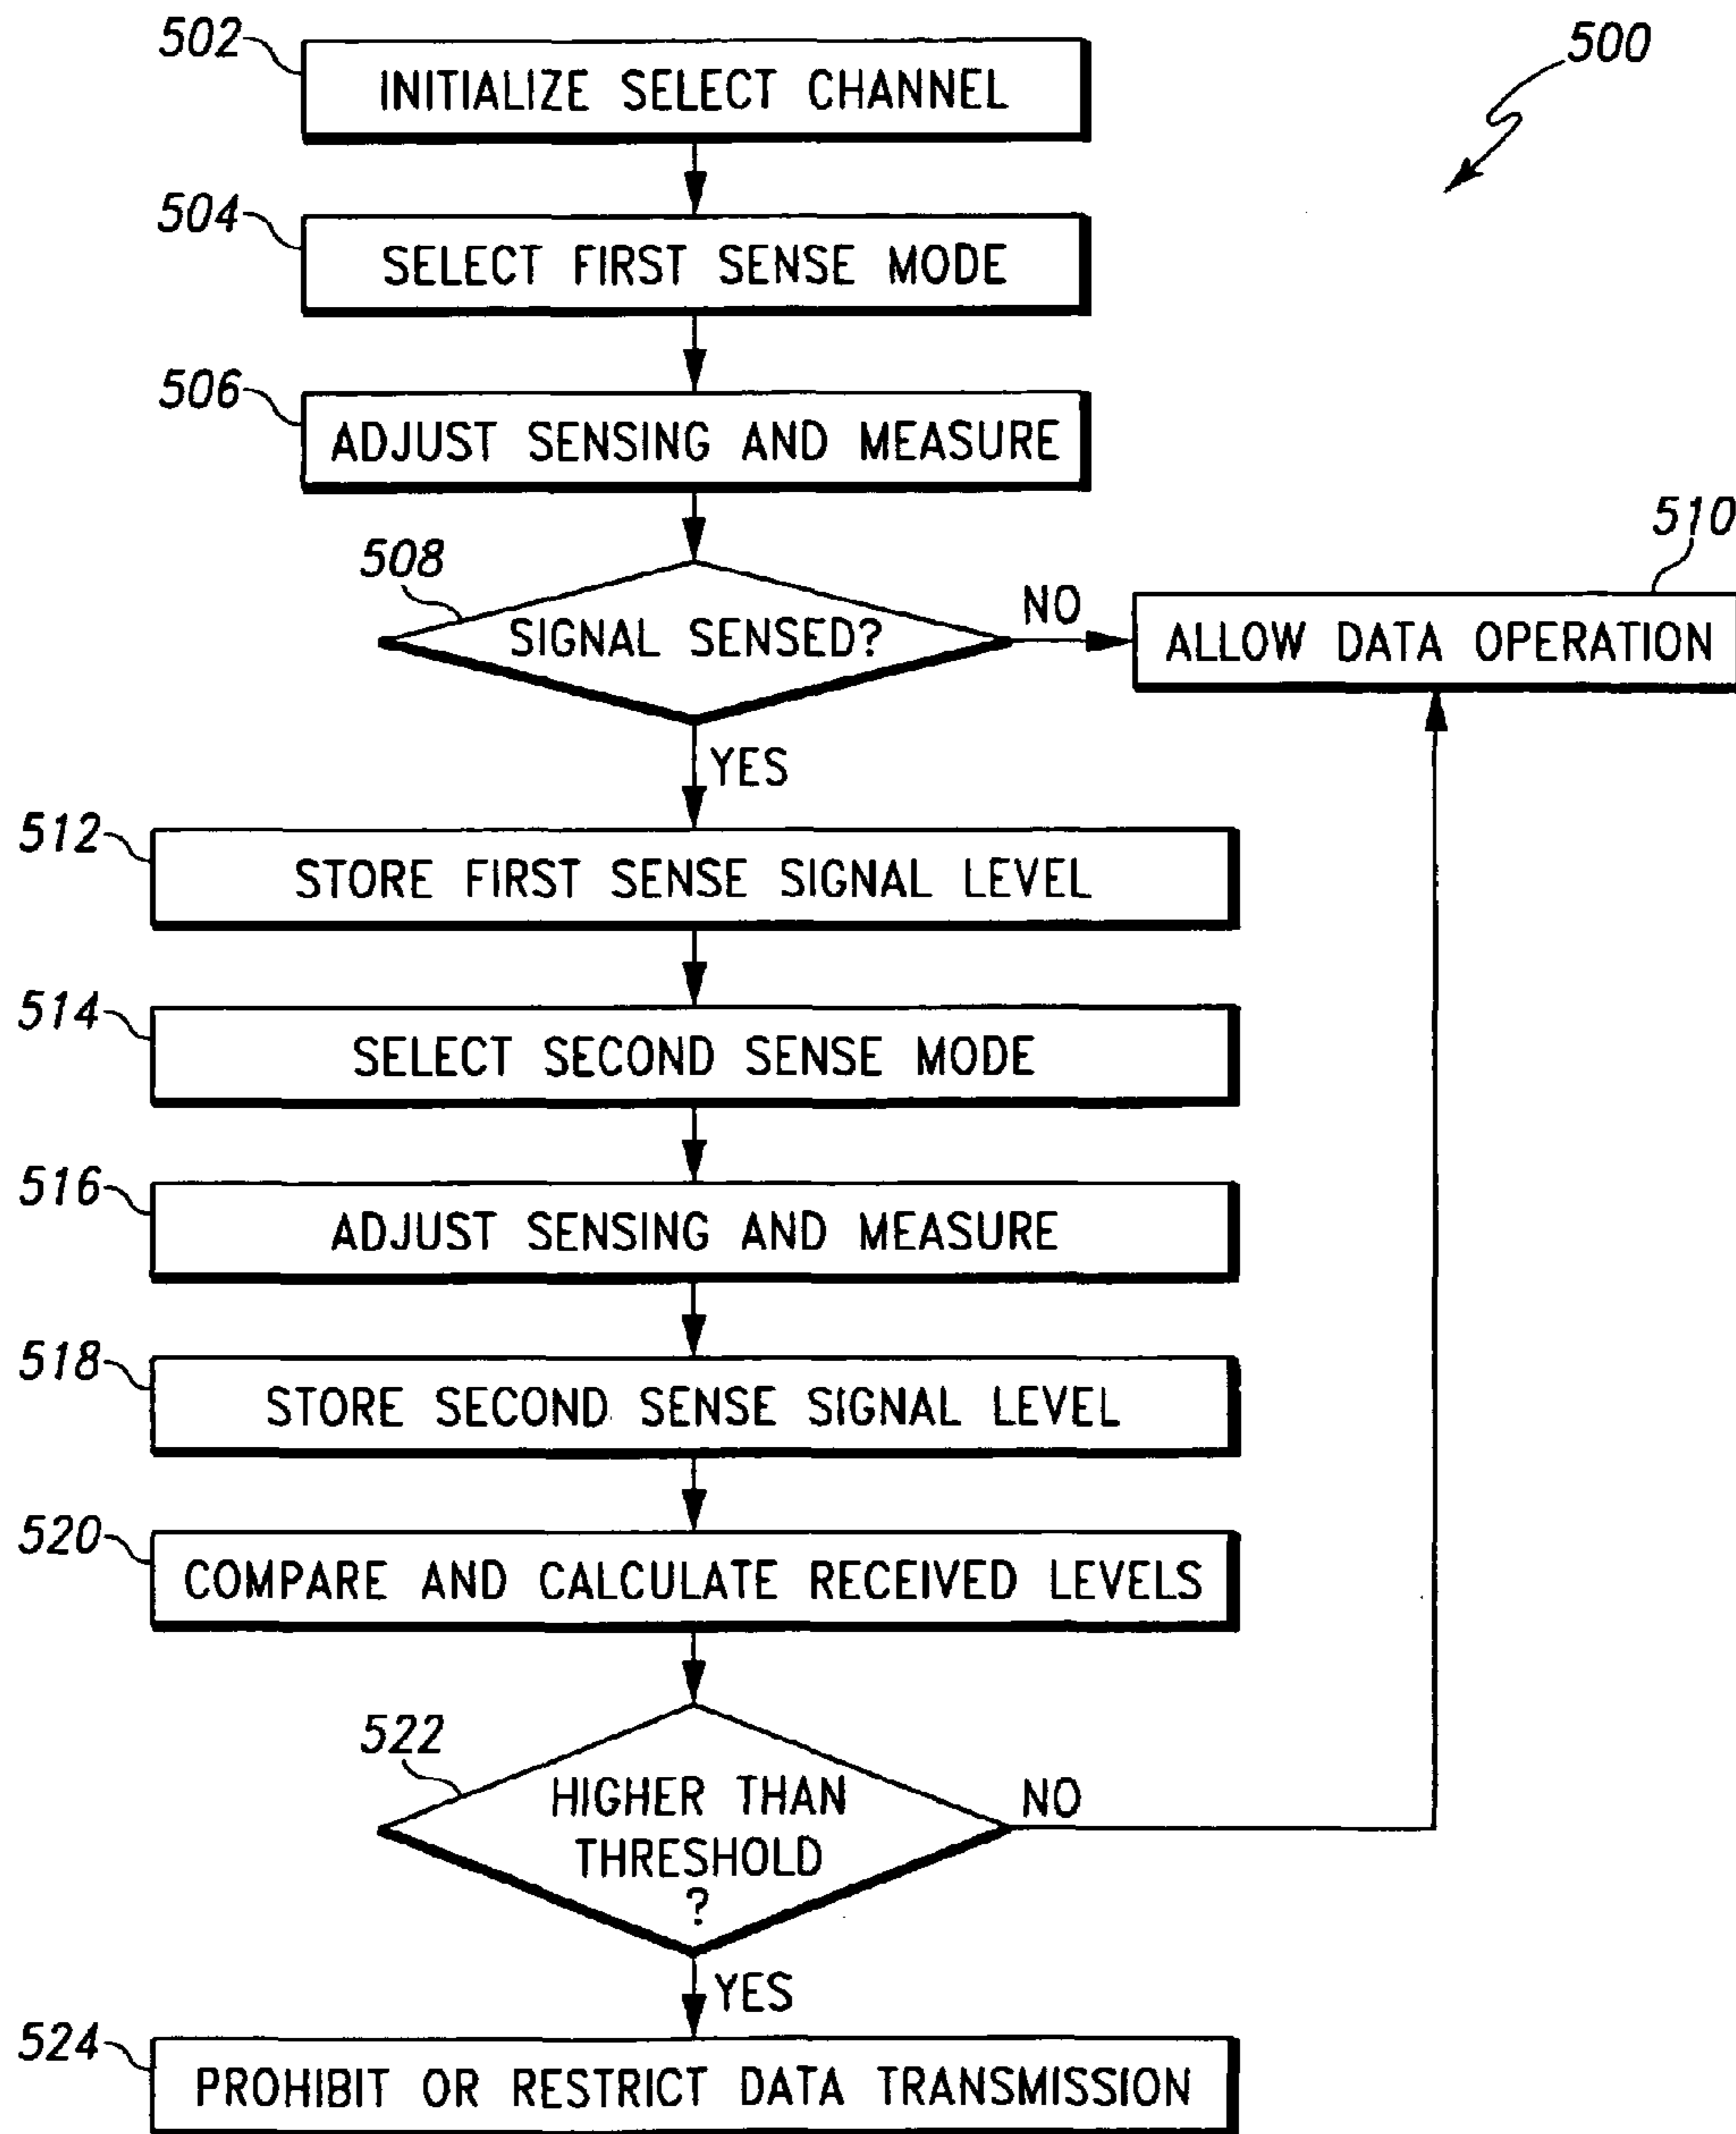 502
INITIALIZE SELECT CHANNEL
500
504
SELECT FIRST SENSE MODE
506
ADJUST SENSING AND MEASURE
508
SIGNAL SENSED?
NO
510
ALLOW DATA OPERATION
YES
512
STORE FIRST SENSE SIGNAL LEVEL
514
SELECT SECOND SENSE MODE
516
ADJUST SENSING AND MEASURE
518
STORE SECOND SENSE SIGNAL LEVEL
520
COMPARE AND CALCULATE RECEIVED LEVELS
522
HIGHER THAN
THRESHOLD
?
NO
YES
524
PROHIBIT OR RESTRICT DATA TRANSMISSION